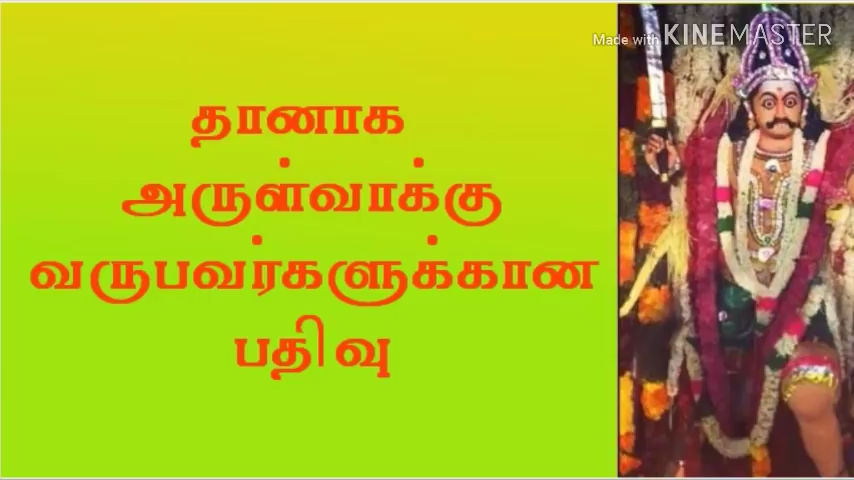 Made with KINEMASTER
தானாக
அருள்வாக்கு
வருபவர்களுக்கான
பதிவு